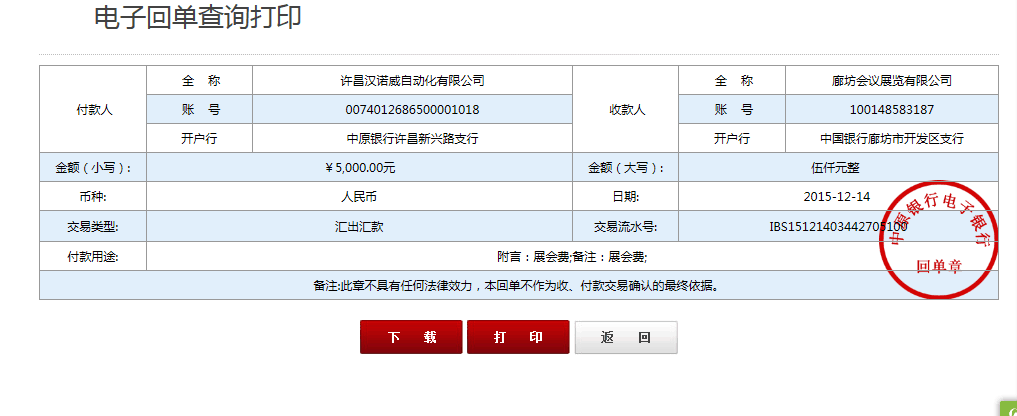 电子回单查询打印
付款人 全 称 许昌汉诺威自动化有限公司 收款人 全 称 廊坊会议展览有限公司
账 号 0074012686500001018 账 号 100148583187
开户行 中原银行许昌新兴路支行 开户行 中国银行廊坊市开发区支行
金额（小写）: ￥5,000.00元 金额（大写）: 伍仟元整
币种: 人民币 日期: 2015-12-14
交易类型: 汇出汇款 交易流水号: IBS15121403442705100
付款用途: 附言：展会费;备注：展会费;
备注:此章不具有任何法律效力，本回单不作为收、付款交易确认的最终依据。
中原银行电子银行
回单章
下 载 打 印 返 回